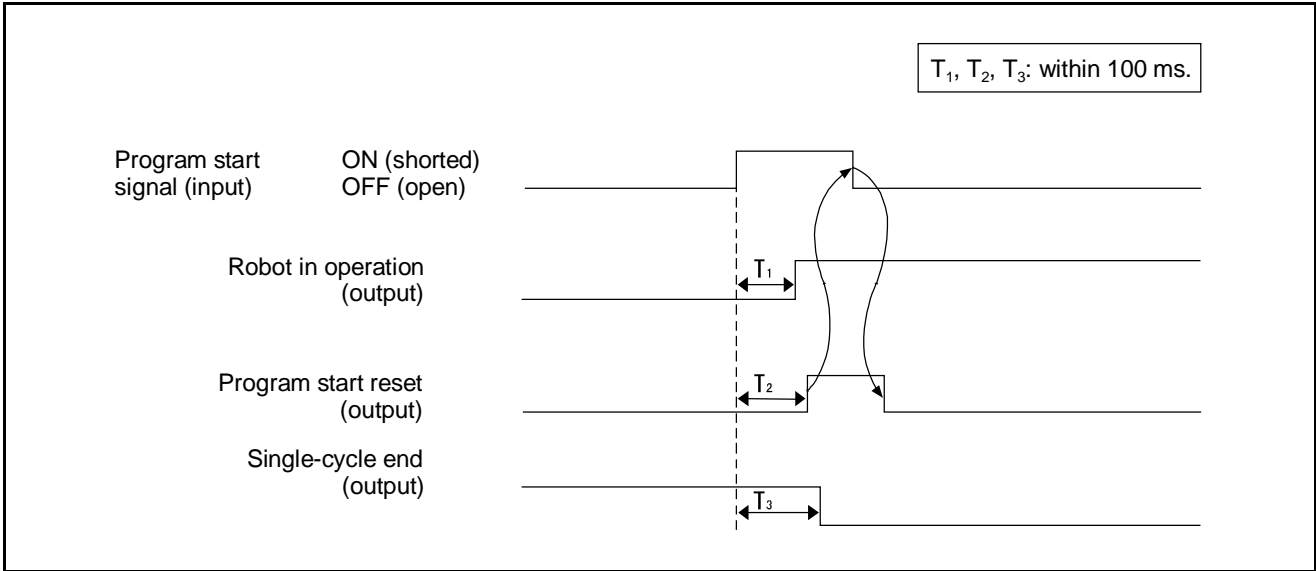 T₁, T₂, T₃: within 100 ms.
Program start ON (shorted)
signal (input) OFF (open)
Robot in operation
(output)
T₁
Program start reset
(output)
T₂
Single-cycle end
(output)
T₃